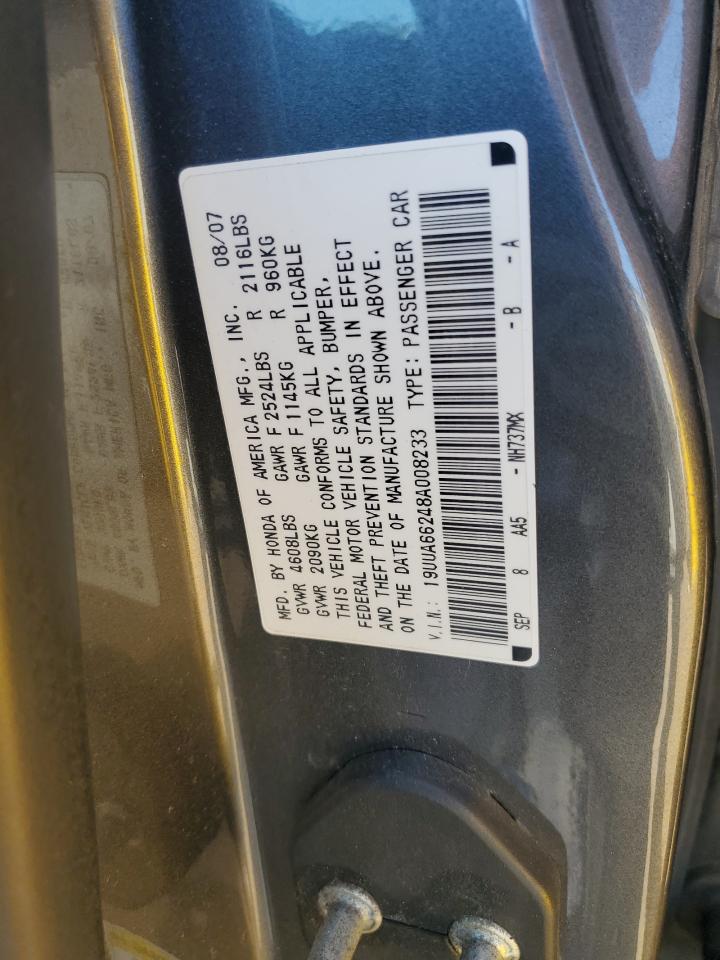 MFD. BY HONDA OF AMERICA MFG., INC. 08/07
GVWR 4608LBS GAWR F 2524LBS R 2116LBS
GVWR 2090KG GAWR F 1145KG R 960KG
THIS VEHICLE CONFORMS TO ALL APPLICABLE
FEDERAL MOTOR VEHICLE SAFETY, BUMPER,
AND THEFT PREVENTION STANDARDS IN EFFECT
ON THE DATE OF MANUFACTURE SHOWN ABOVE.
V.I.N.: 19UUA66248A008233 TYPE: PASSENGER CAR
SEP 8 AA5 - NH737MX - B - A